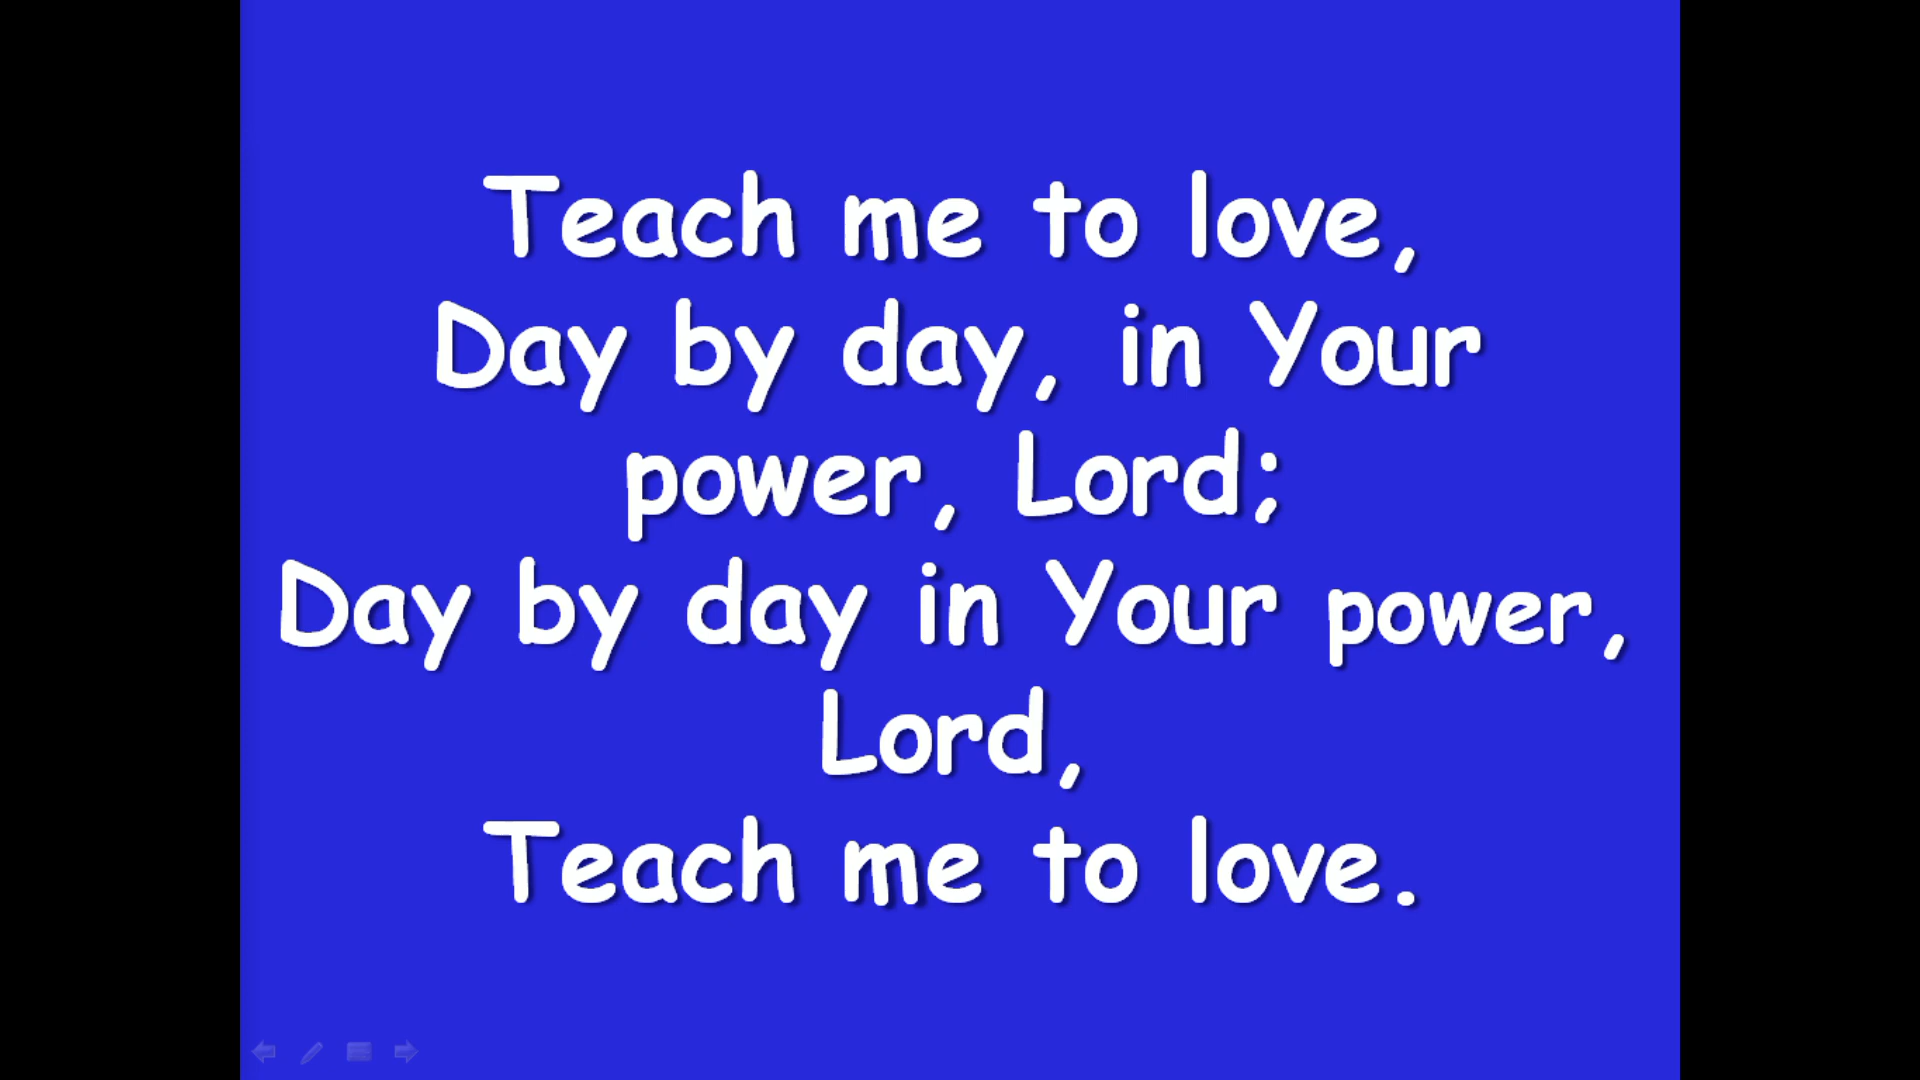 Teach me to love,
Day by day, in Your
power, Lord;
Day by day in Your power,
Lord,
Teach me to love.